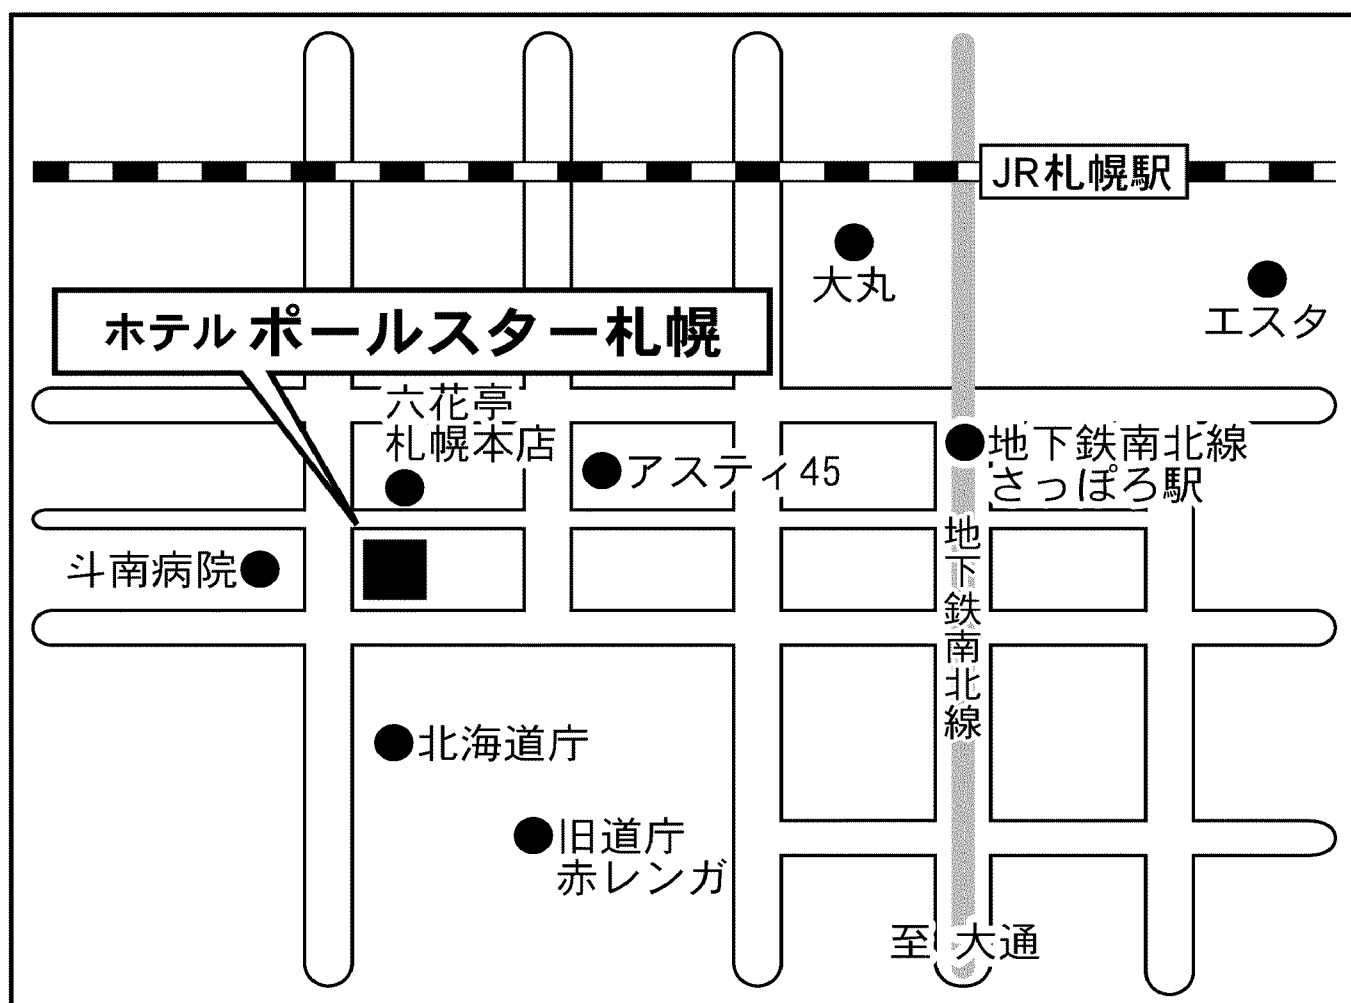 JR札幌駅
大丸
エスタ
ホテル ポールスター札幌
六花亭
札幌本店
アスティ45
地下鉄南北線
さっぽろ駅
地下鉄南北線
斗南病院
北海道庁
旧道庁
赤レンガ
至 大通